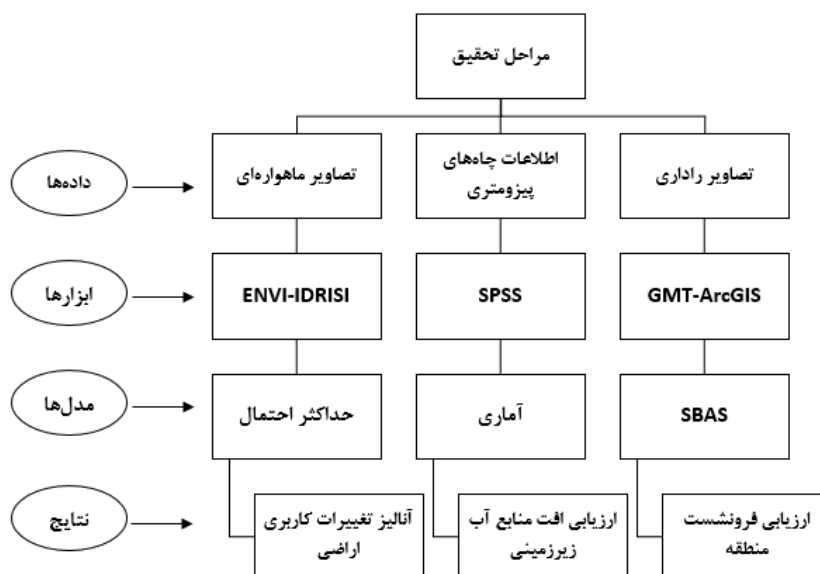 مراحل تحقیق
داده‌ها
تصاویر راداری
اطلاعات چاه‌های
پیزومتری
تصاویر ماهواره‌ای
ابزارها
GMT-ArcGIS
SPSS
ENVI-IDRISI
مدل‌ها
SBAS
آماری
حداکثر احتمال
نتایج
ارزیابی فرونشست
منطقه
ارزیابی افت منابع آب
زیرزمینی
آنالیز تغییرات کاربری
اراضی